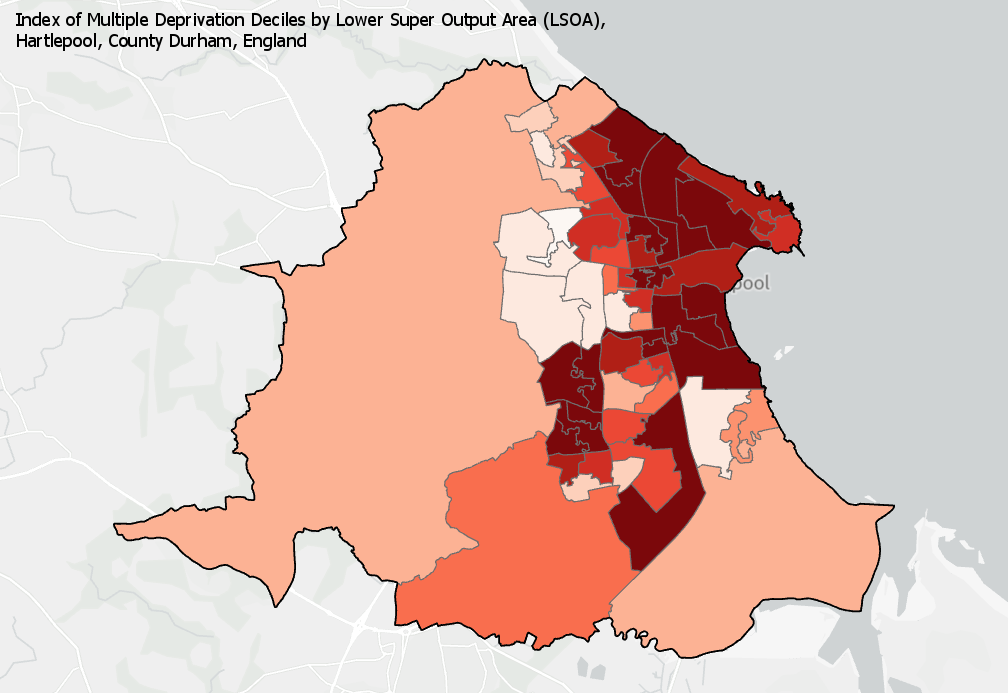 Index of Multiple Deprivation Deciles by Lower Super Output Area (LSOA),
Hartlepool, County Durham, England
pool